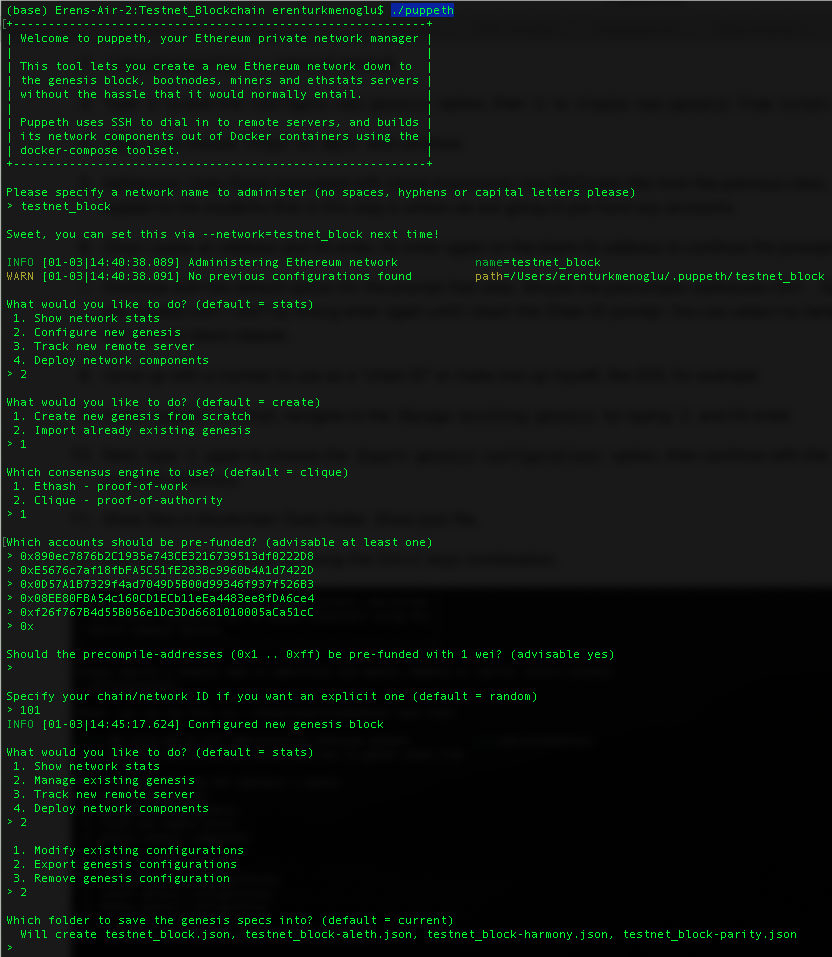 (base) Erens-Air-2:Testnet_Blockchain erenturkmenoglu$ ./puppeth
[+-----------------------------------------------------------+
| Welcome to puppeth, your Ethereum private network manager |
|                                                           |
| This tool lets you create a new Ethereum network down to  |
| the genesis block, bootnodes, miners and ethstats servers |
| without the hassle that it would normally entail.         |
|                                                           |
| Puppeth uses SSH to dial in to remote servers, and builds |
| its network components out of Docker containers using the |
| docker-compose toolset.                                   |
+-----------------------------------------------------------+
Please specify a network name to administer (no spaces, hyphens or capital letters please)
> testnet_block
Sweet, you can set this via --network=testnet_block next time!
INFO [01-03|14:40:38.089] Administering Ethereum network           name=testnet_block
WARN [01-03|14:40:38.091] No previous configurations found         path=/Users/erenturkmenoglu/.puppeth/testnet_block
What would you like to do? (default = stats)
 1. Show network stats
 2. Configure new genesis
 3. Track new remote server
 4. Deploy network components
> 2
What would you like to do? (default = create)
 1. Create new genesis from scratch
 2. Import already existing genesis
> 1
Which consensus engine to use? (default = clique)
 1. Ethash - proof-of-work
 2. Clique - proof-of-authority
> 1
[Which accounts should be pre-funded? (advisable at least one)
> 0x890ec7876b2C1935e743CE3216739513df0222D8
> 0xE5676c7af18fbFA5C51fE283Bc9960b4A1d7422D
> 0x0D57A1B7329f4ad7049D5B00d99346f937f526B3
> 0x08EE80FBA54c160CD1ECb11eEa4483ee8fDA6ce4
> 0xf26f767B4d55B056e1Dc3Dd6681010005aCa51cC
> 0x
Should the precompile-addresses (0x1 .. 0xff) be pre-funded with 1 wei? (advisable yes)
>
Specify your chain/network ID if you want an explicit one (default = random)
> 101
INFO [01-03|14:45:17.624] Configured new genesis block
What would you like to do? (default = stats)
 1. Show network stats
 2. Manage existing genesis
 3. Track new remote server
 4. Deploy network components
> 2
 1. Modify existing configurations
 2. Export genesis configurations
 3. Remove genesis configuration
> 2
Which folder to save the genesis specs into? (default = current)
  Will create testnet_block.json, testnet_block-aleth.json, testnet_block-harmony.json, testnet_block-parity.json
>